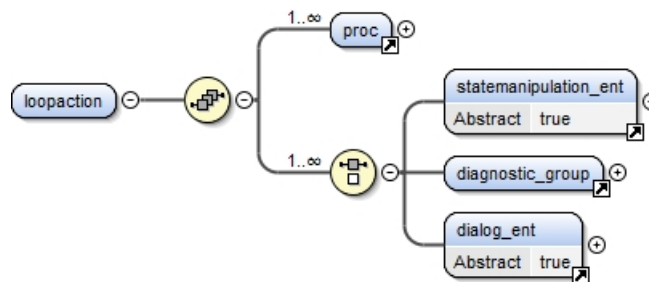 1..∞
proc
loopaction
statemanipulation_ent
Abstract true
1..∞
diagnostic_group
dialog_ent
Abstract true